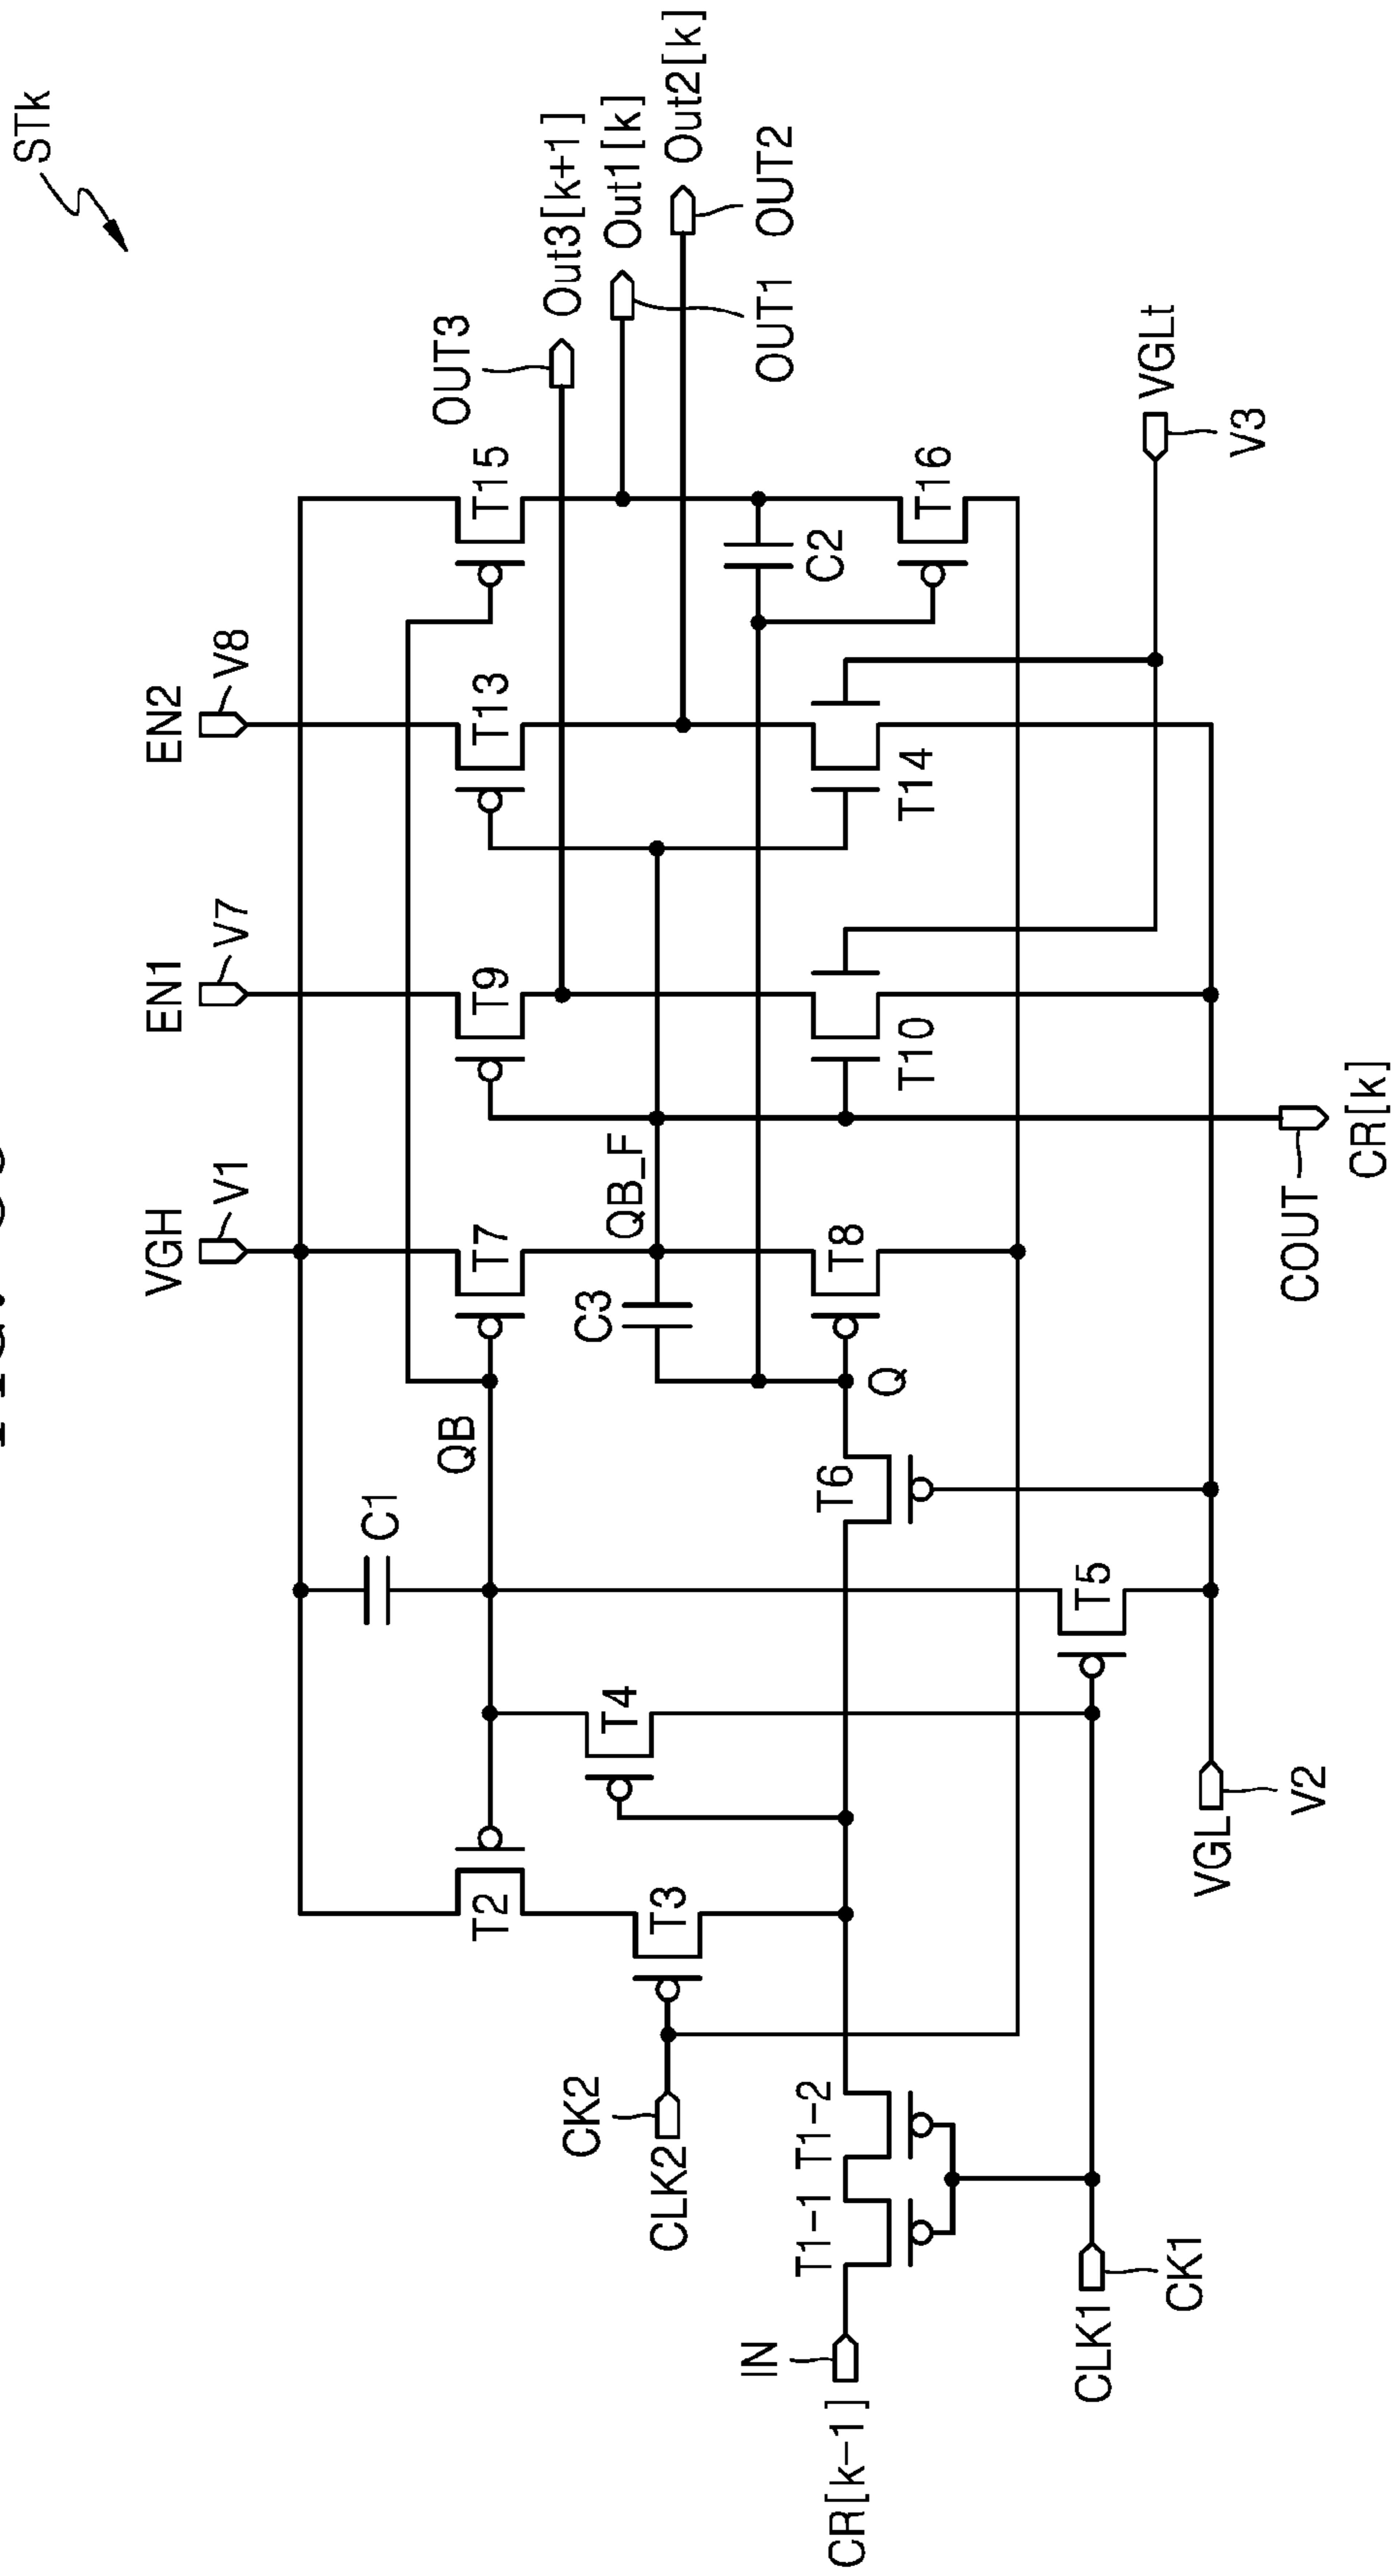 STk
VGH
V1
EN1
V7
EN2
V8
OUT3
Out3[k+1]
Out1[k]
Out2[k]
OUT1
OUT2
C1
QB
T2
T7
T9
T13
T15
CK2
CLK2
T3
T4
C3
QB_F
C2
IN
CR[k-1]
T1-1
T1-2
T6
Q
T8
T10
T14
T16
CLK1
CK1
T5
VGLt
V3
VGL
V2
COUT
CR[k]